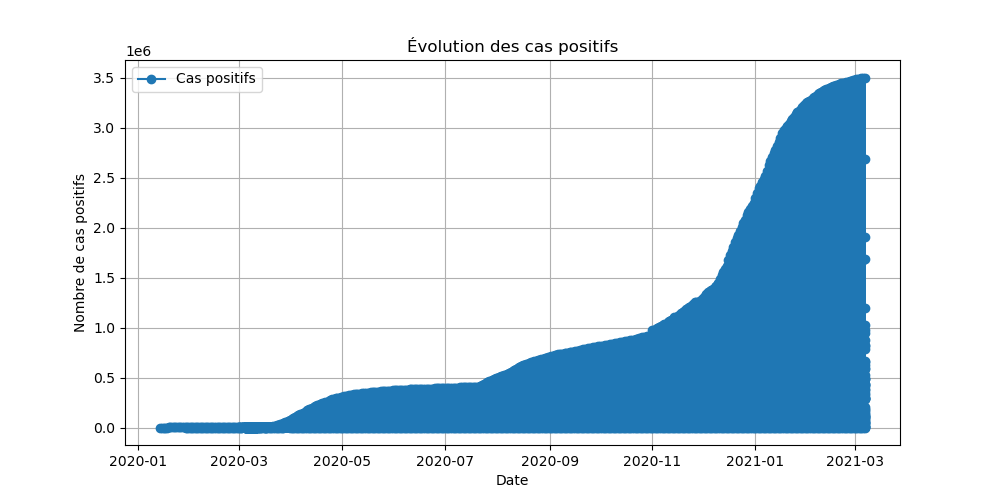 Évolution des cas positifs
1e6
Cas positifs
3.5
3.0
2.5
2.0
1.5
1.0
0.5
0.0
Nombre de cas positifs
2020-01 2020-03 2020-05 2020-07 2020-09 2020-11 2021-01 2021-03
Date